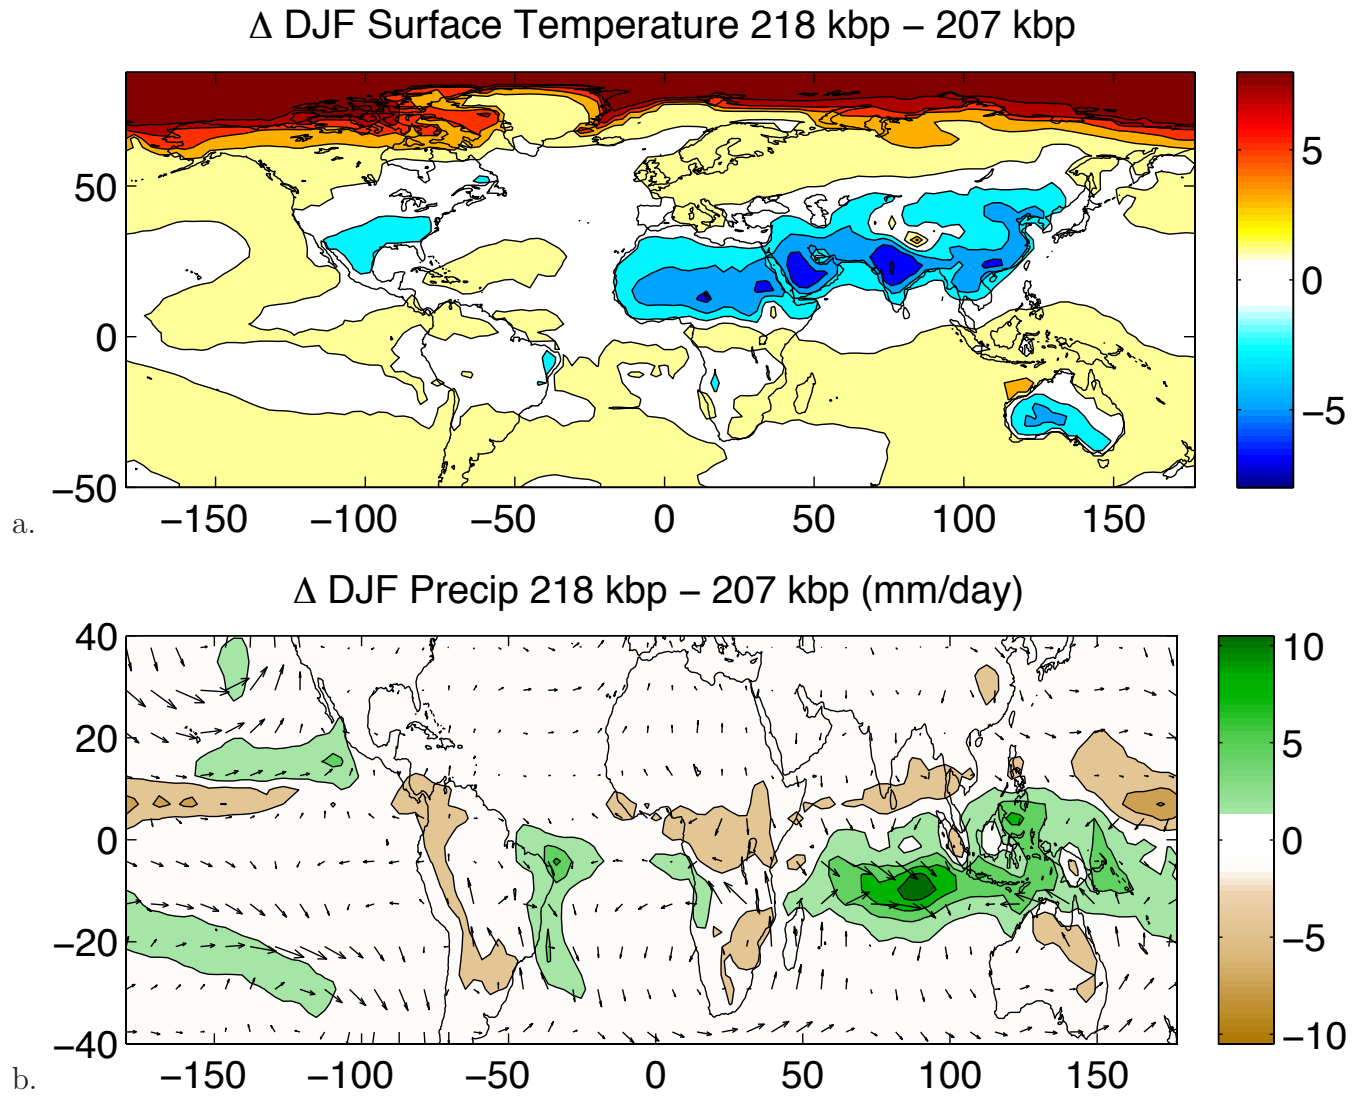 Δ DJF Surface Temperature 218 kbp − 207 kbp
50
0
−50
−150 −100 −50 0 50 100 150
5
0
−5
a.
Δ DJF Precip 218 kbp − 207 kbp (mm/day)
40
20
0
−20
−40
−150 −100 −50 0 50 100 150
10
5
0
−5
−10
b.